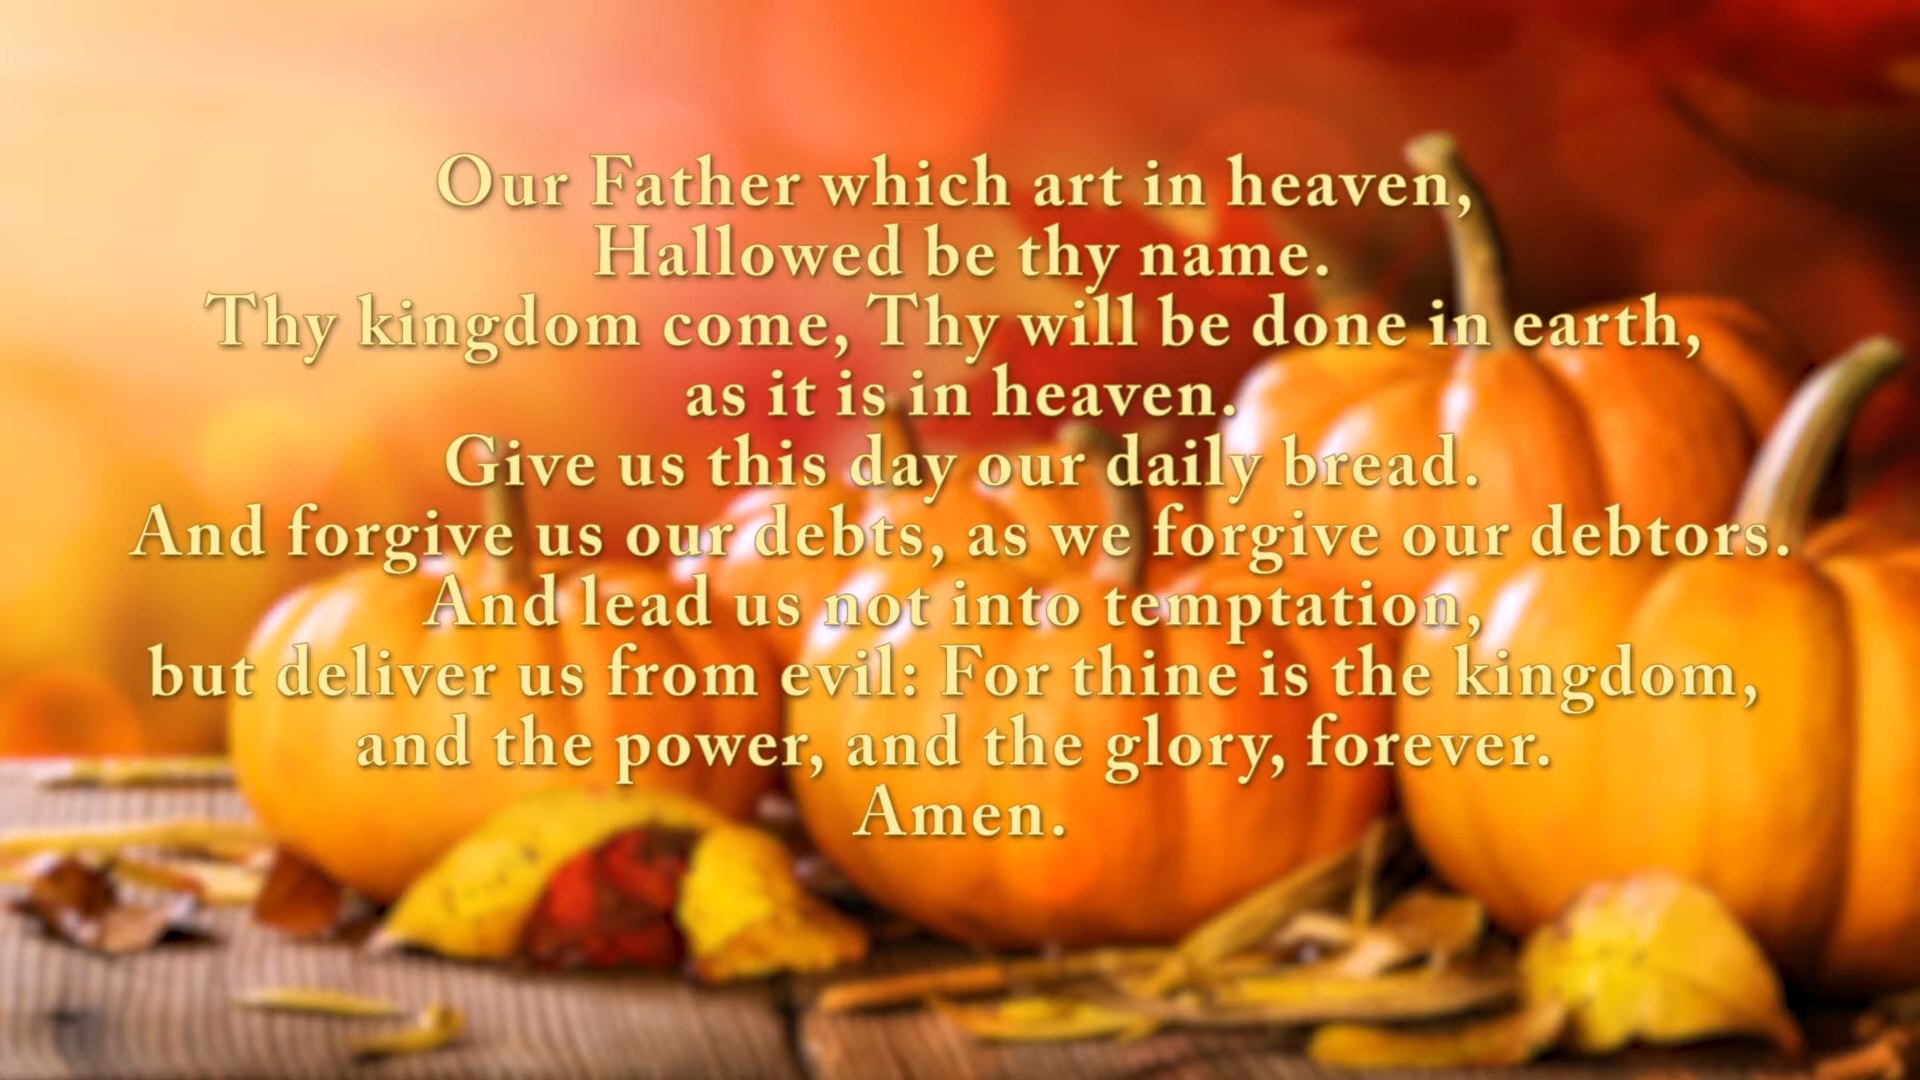 Our Father which art in heaven,
Hallowed be thy name.
Thy kingdom come, Thy will be done in earth,
as it is in heaven.
Give us this day our daily bread.
And forgive us our debts, as we forgive our debtors.
And lead us not into temptation,
but deliver us from evil: For thine is the kingdom,
and the power, and the glory, forever.
Amen.